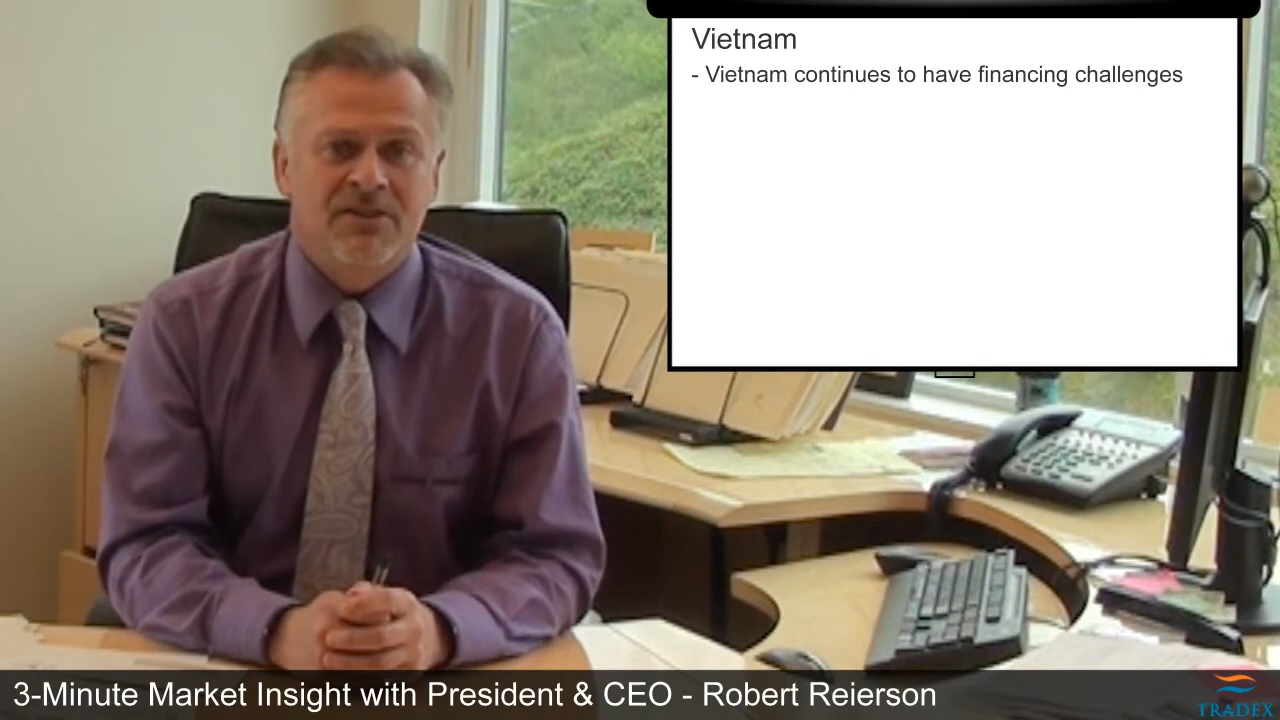 Vietnam
- Vietnam continues to have financing challenges
3-Minute Market Insight with President & CEO - Robert Reierson
TRADEX